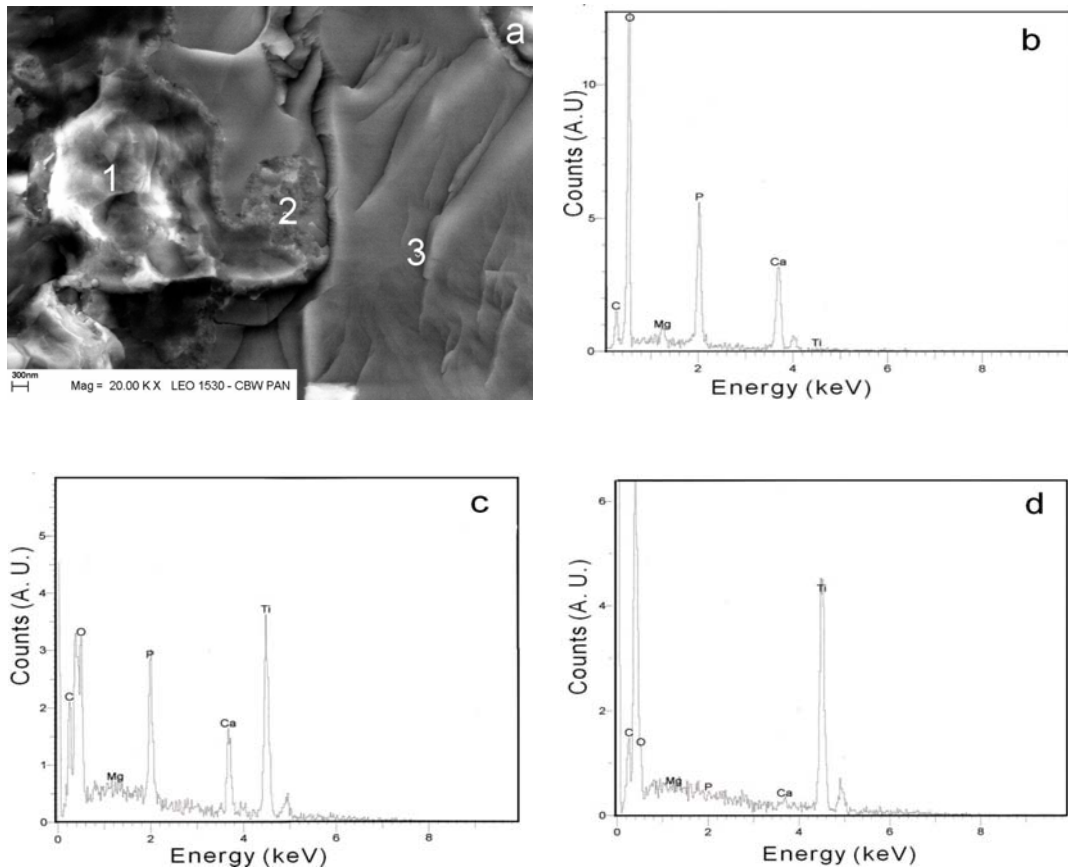 a
1
2
3
300nm
Mag = 20.00 K X LEO 1530 - CBW PAN
b
Counts (A.U)
10
5
0
O
P
Ca
C
Mg
Ti
4 6 8
Energy (keV)
c
Counts (A. U.)
5
4
3
2
1
0
Ti
O
P
C
Ca
Mg
0 2 4 6 8
Energy (keV)
d
Counts (A. U.)
6
4
2
0
Ti
C
O
Mg
P
Ca
0 2 4 6 8
Energy (keV)